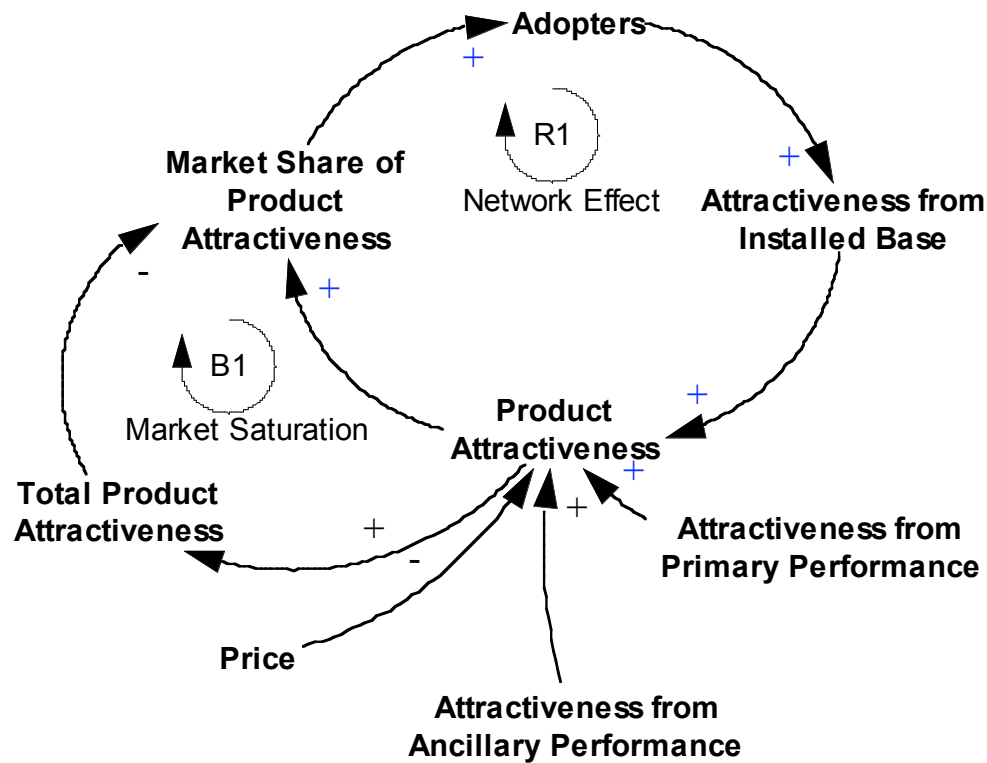 Adopters
+
R1
Network Effect
+
Market Share of
Product
Attractiveness
Attractiveness from
Installed Base
-
+
B1
Market Saturation
+
Product
Attractiveness
+
Total Product
Attractiveness
+
+
-
Attractiveness from
Primary Performance
Price
Attractiveness from
Ancillary Performance